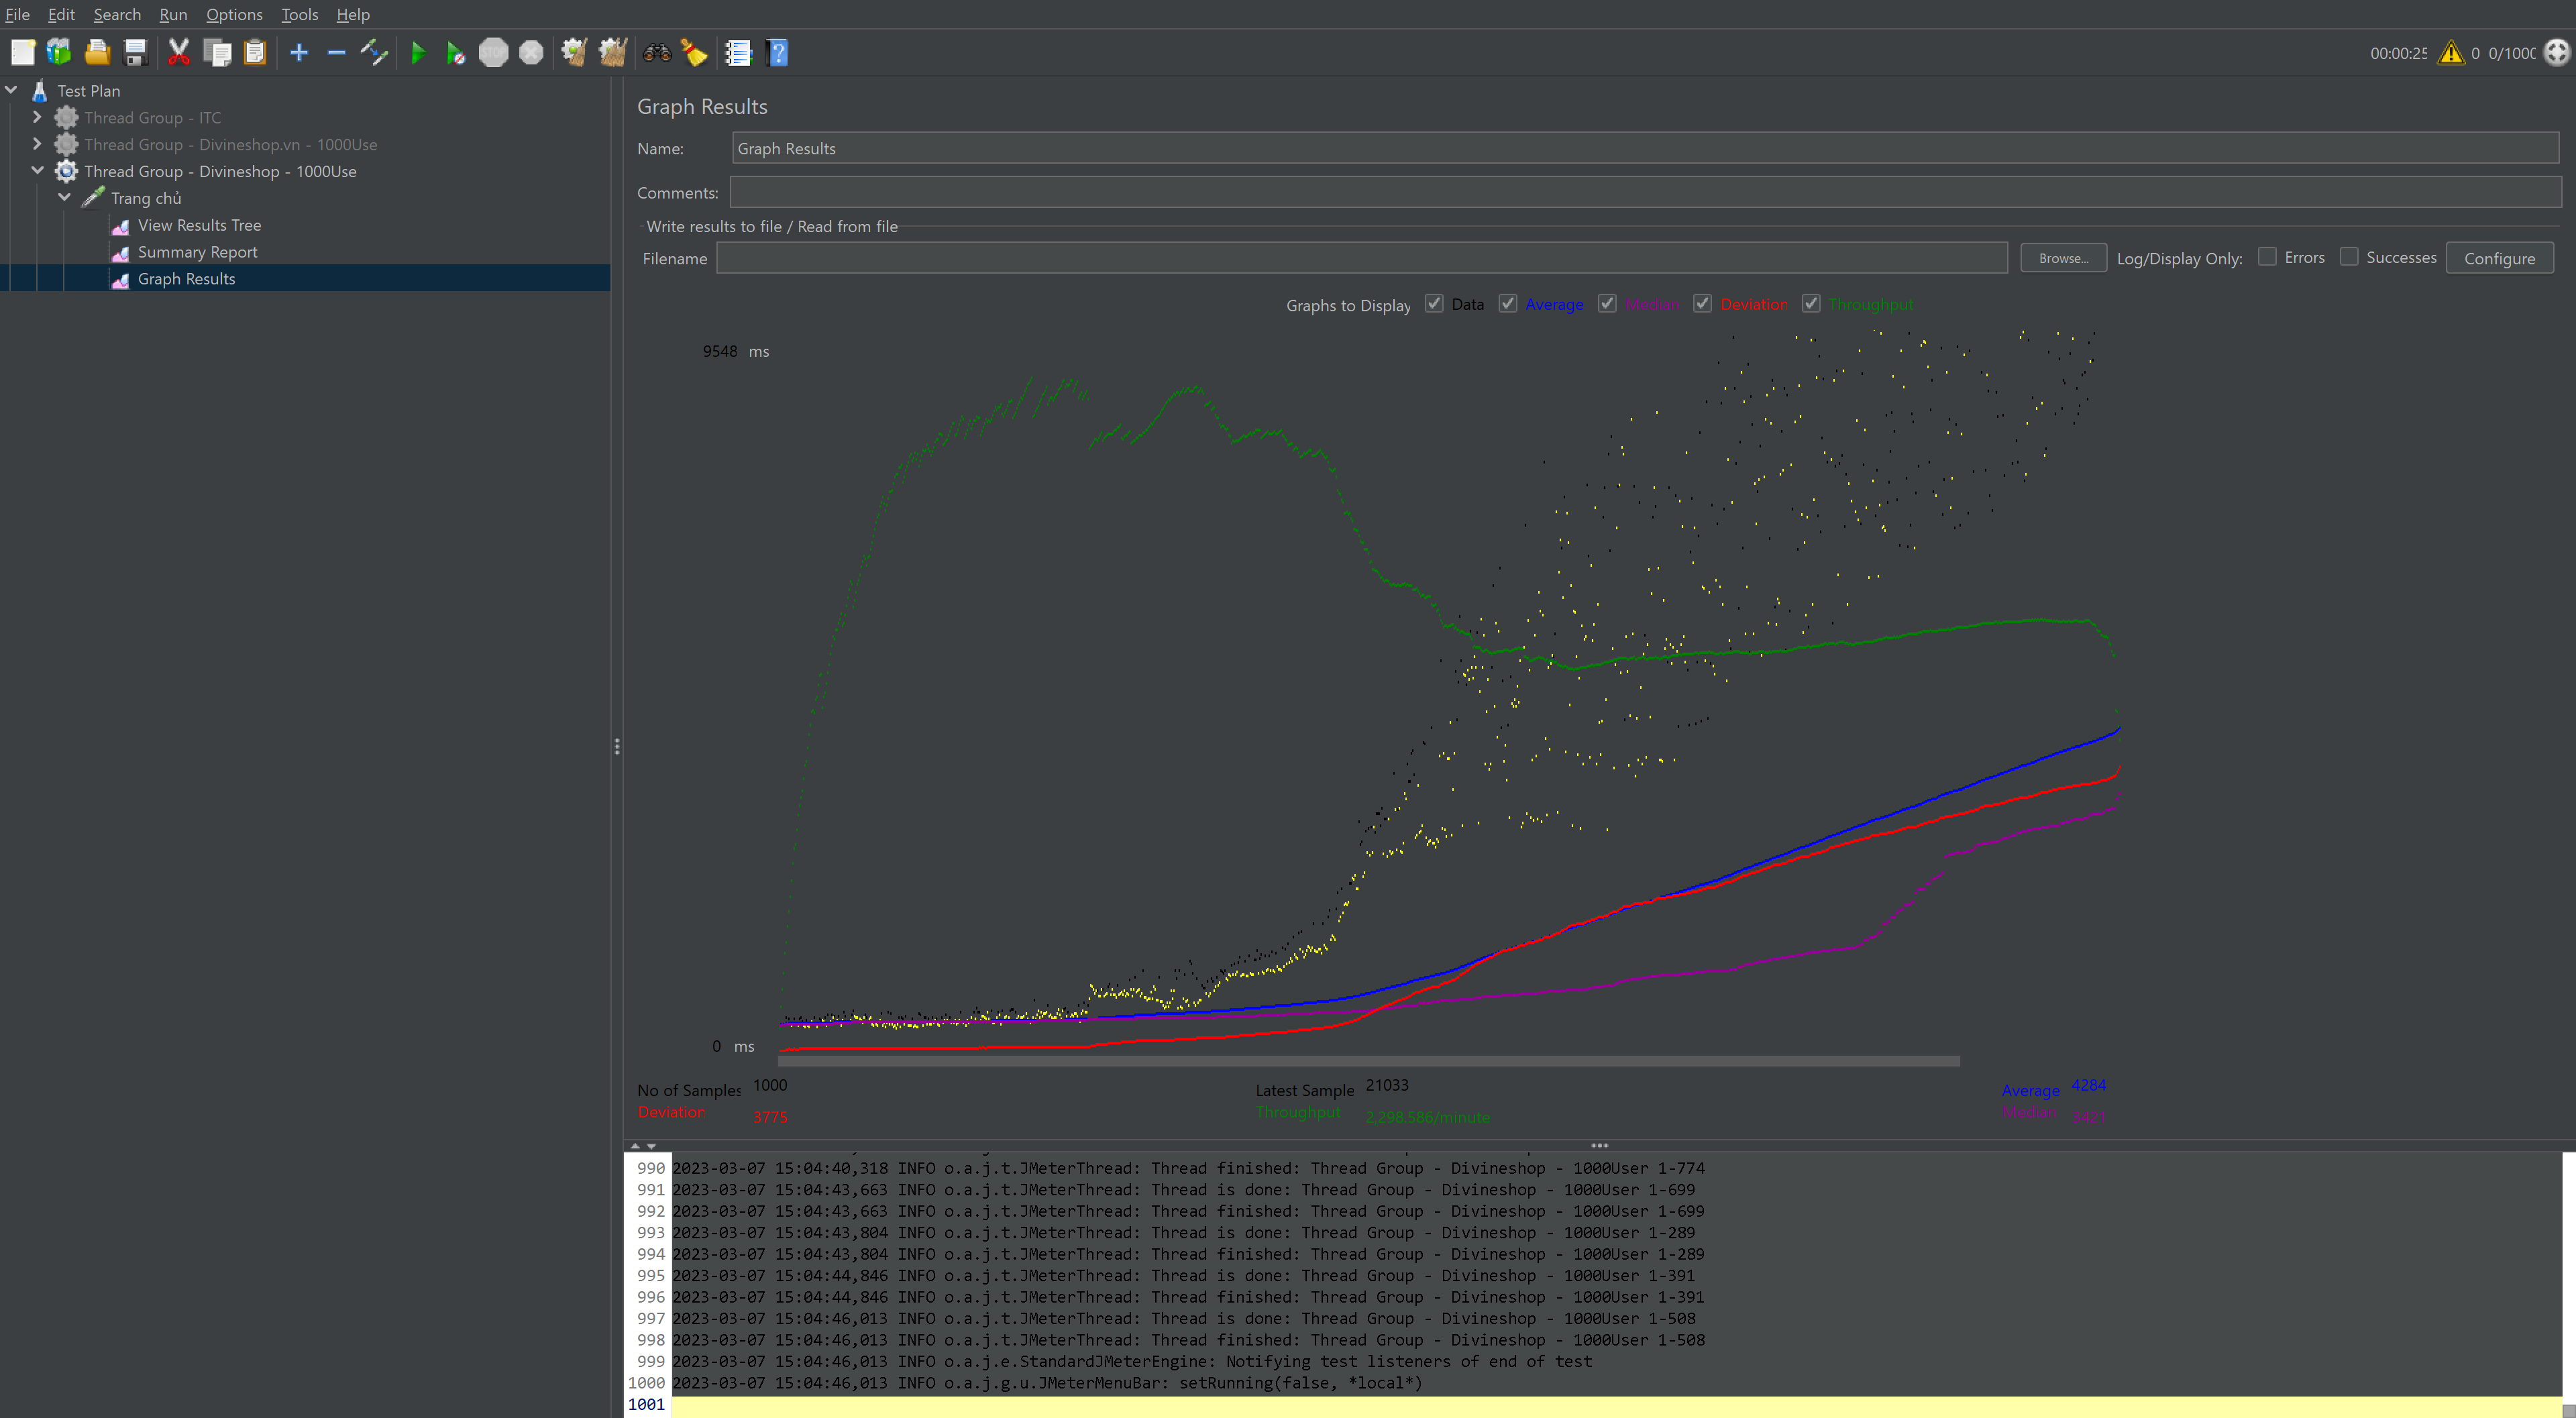 File Edit Search Run Options Tools Help
STOP
00:00:25 0 0/1000
Test Plan
Thread Group - ITC
Thread Group - Divineshop.vn - 1000Use
Thread Group - Divineshop - 1000Use
Trang chủ
View Results Tree
Summary Report
Graph Results
Graph Results
Name: Graph Results
Comments:
Write results to file / Read from file
Filename Browse... Log/Display Only: Errors Successes Configure
Graphs to Display Data Average Median Deviation Throughput
9548 ms
0 ms
No of Samples 1000 Latest Sample 21033 Average 4284
Deviation 3775 Throughput 2,298.586/minute Median
990 2023-03-07 15:04:40,318 INFO o.a.j.t.JMeterThread: Thread finished: Thread Group - Divineshop - 1000User 1-774
991 2023-03-07 15:04:43,663 INFO o.a.j.t.JMeterThread: Thread is done: Thread Group - Divineshop - 1000User 1-699
992 2023-03-07 15:04:43,663 INFO o.a.j.t.JMeterThread: Thread finished: Thread Group - Divineshop - 1000User 1-699
993 2023-03-07 15:04:43,804 INFO o.a.j.t.JMeterThread: Thread is done: Thread Group - Divineshop - 1000User 1-289
994 2023-03-07 15:04:43,804 INFO o.a.j.t.JMeterThread: Thread finished: Thread Group - Divineshop - 1000User 1-289
995 2023-03-07 15:04:44,846 INFO o.a.j.t.JMeterThread: Thread is done: Thread Group - Divineshop - 1000User 1-391
996 2023-03-07 15:04:44,846 INFO o.a.j.t.JMeterThread: Thread finished: Thread Group - Divineshop - 1000User 1-391
997 2023-03-07 15:04:46,013 INFO o.a.j.t.JMeterThread: Thread is done: Thread Group - Divineshop - 1000User 1-508
998 2023-03-07 15:04:46,013 INFO o.a.j.t.JMeterThread: Thread finished: Thread Group - Divineshop - 1000User 1-508
999 2023-03-07 15:04:46,013 INFO o.a.j.e.StandardJMeterEngine: Notifying test listeners of end of test
1000 2023-03-07 15:04:46,013 INFO o.a.j.g.u.JMeterMenuBar: setRunning(false, *local*)
1001